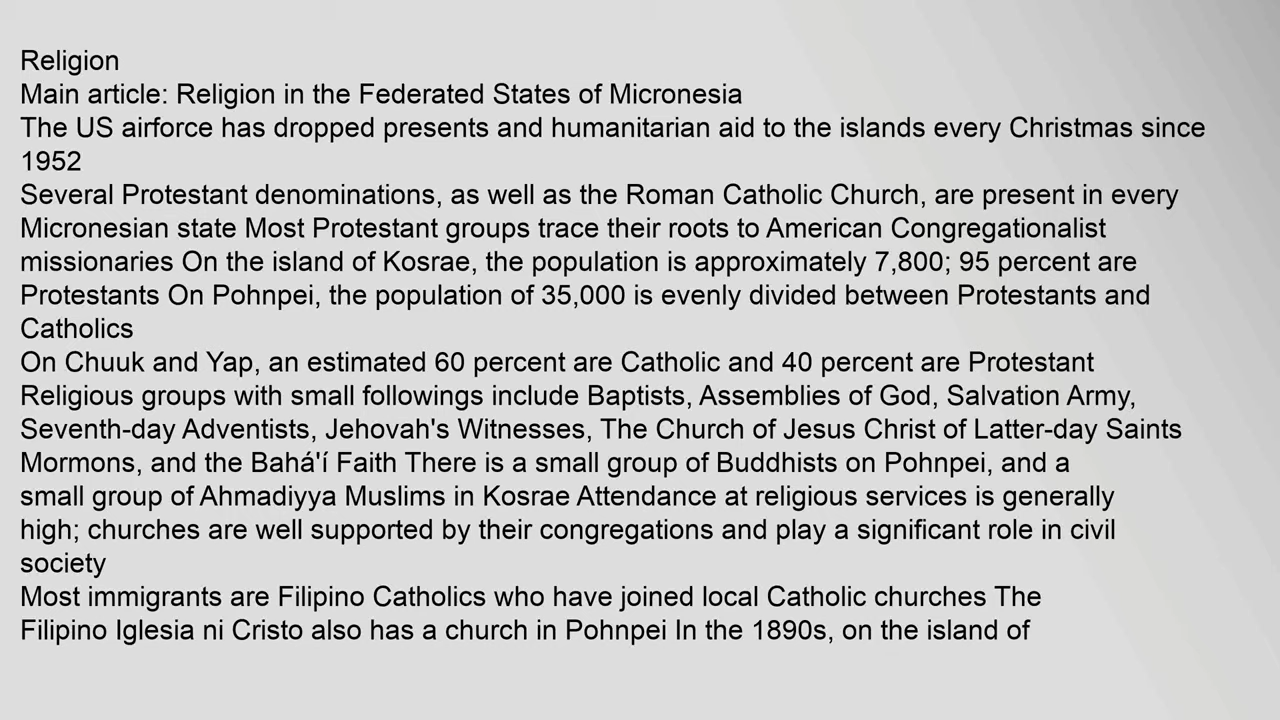 Religion
Main article: Religion in the Federated States of Micronesia
The US airforce has dropped presents and humanitarian aid to the islands every Christmas since
1952
Several Protestant denominations, as well as the Roman Catholic Church, are present in every
Micronesian state Most Protestant groups trace their roots to American Congregationalist
missionaries On the island of Kosrae, the population is approximately 7,800; 95 percent are
Protestants On Pohnpei, the population of 35,000 is evenly divided between Protestants and
Catholics
On Chuuk and Yap, an estimated 60 percent are Catholic and 40 percent are Protestant
Religious groups with small followings include Baptists, Assemblies of God, Salvation Army,
Seventh-day Adventists, Jehovah's Witnesses, The Church of Jesus Christ of Latter-day Saints
Mormons, and the Bahá'í Faith There is a small group of Buddhists on Pohnpei, and a
small group of Ahmadiyya Muslims in Kosrae Attendance at religious services is generally
high; churches are well supported by their congregations and play a significant role in civil
society
Most immigrants are Filipino Catholics who have joined local Catholic churches The
Filipino Iglesia ni Cristo also has a church in Pohnpei In the 1890s, on the island of